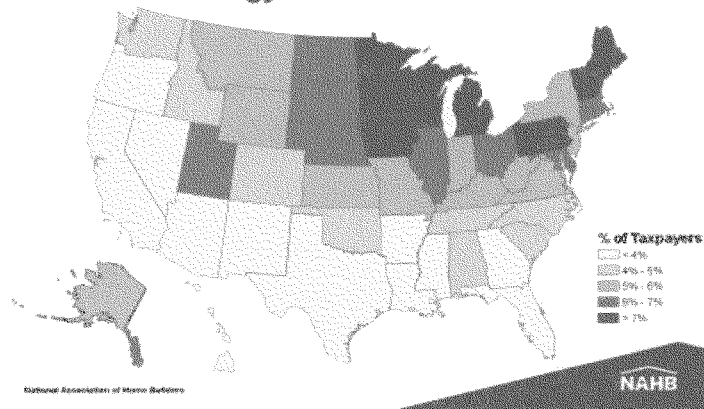 % of Taxpayers
< 4%
4% - 5%
5% - 6%
6% - 7%
> 7%
National Association of Home Builders
NAHB